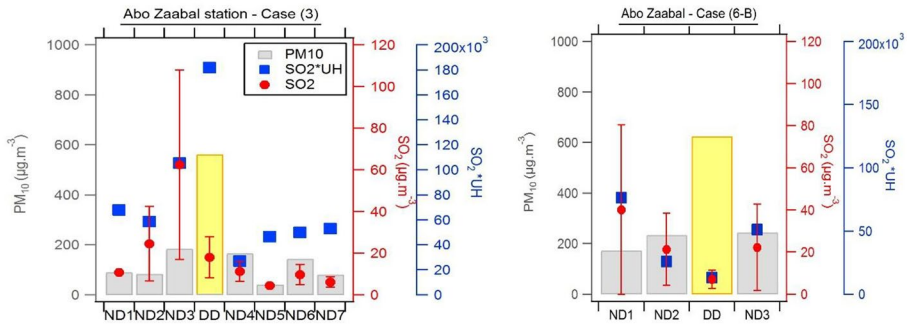 Abo Zaabal station - Case (3)
1000
800
600
400
200
0
PM10 (µg.m-3)
PM10
SO2*UH
SO2
120
100
80
60
40
20
0
SO2 (µg.m-3)
200x10^3
180
160
140
120
100
80
60
40
20
0
SO2*UH
ND1 ND2 ND3 DD ND4 ND5 ND6 ND7
Abo Zaabal - Case (6-B)
1000
800
600
400
200
0
PM10 (µg.m-3)
120
100
80
60
40
20
0
SO2 (µg.m-3)
200x10^3
150
100
50
0
SO2*UH
ND1 ND2 DD ND3